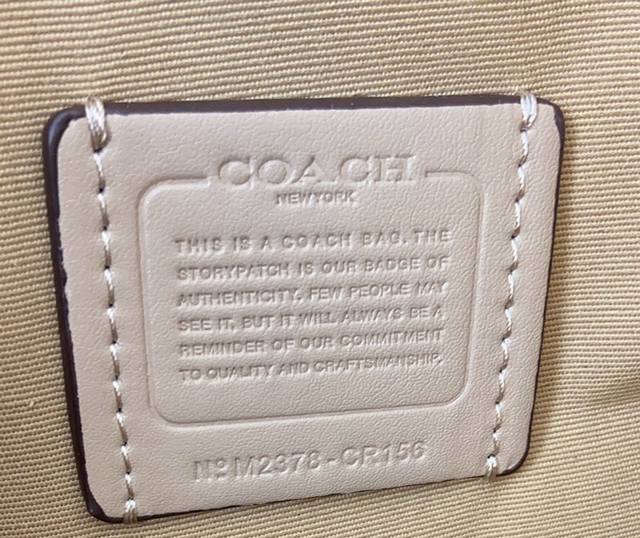 COACH
NEW YORK
THIS IS A COACH BAG. THE
STORYPATCH IS OUR BADGE OF
AUTHENTICITY. FEW PEOPLE MAY
SEE IT, BUT IT WILL ALWAYS BE A
REMINDER OF OUR COMMITMENT
TO QUALITY AND CRAFTSMANSHIP.
Nº M2378-CR156